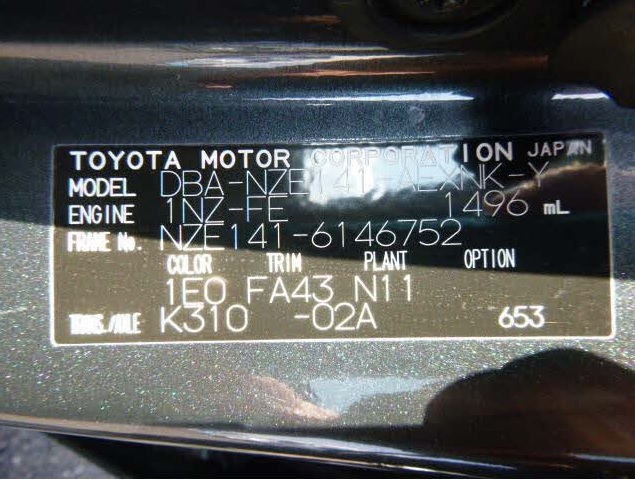 TOYOTA MOTOR CORPORATION JAPAN
MODEL DBA-NZE141-AEXNK-Y
ENGINE 1NZ-FE 1496 mL
FRAME No. NZE141-6146752
COLOR TRIM PLANT OPTION
1E0 FA43 N11
TRANS./AXLE K310 -02A 653